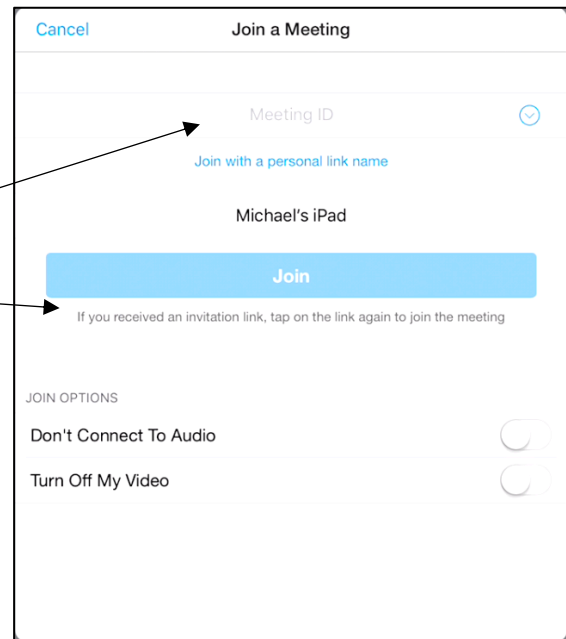 Cancel
Join a Meeting
Meeting ID
Join with a personal link name
Michael's iPad
Join
If you received an invitation link, tap on the link again to join the meeting
JOIN OPTIONS
Don't Connect To Audio
Turn Off My Video